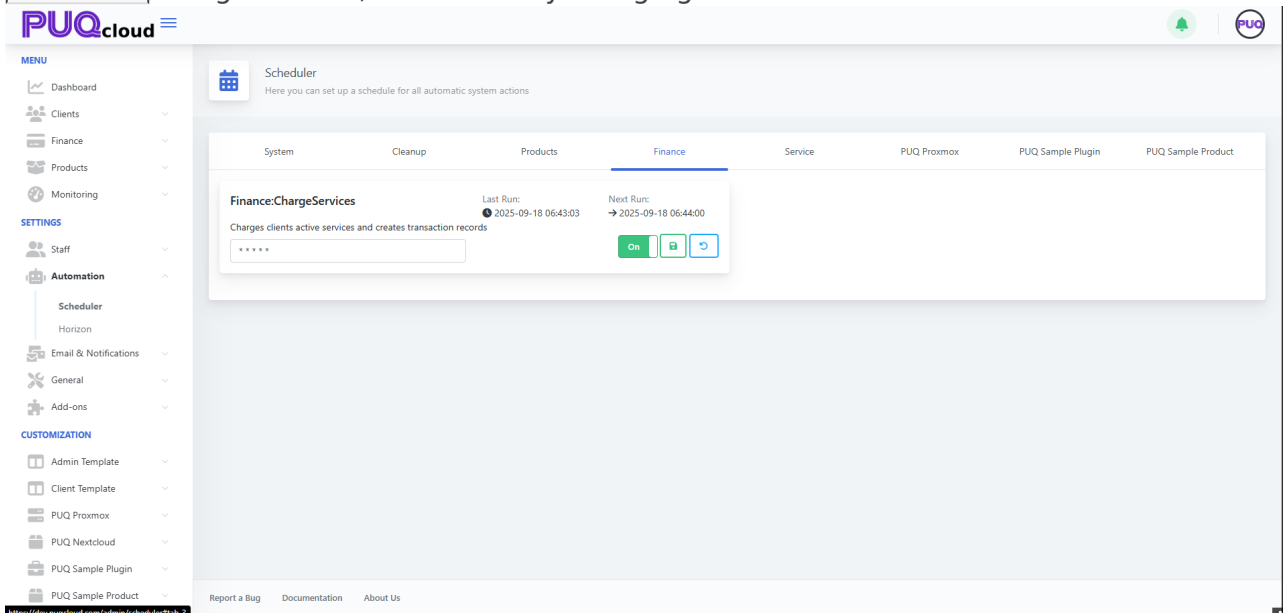 PUQcloud
PUQ
MENU
Dashboard
Clients
Finance
Products
Monitoring
SETTINGS
Staff
Automation
Scheduler
Horizon
Email & Notifications
General
Add-ons
CUSTOMIZATION
Admin Template
Client Template
PUQ Proxmox
PUQ Nextcloud
PUQ Sample Plugin
PUQ Sample Product
Scheduler
Here you can set up a schedule for all automatic system actions
System Cleanup Products Finance Service PUQ Proxmox PUQ Sample Plugin PUQ Sample Product
Finance:ChargeServices
Last Run: Next Run:
2025-09-18 06:43:03 → 2025-09-18 06:44:00
Charges clients active services and creates transaction records
* * * * *
On
Report a Bug Documentation About Us